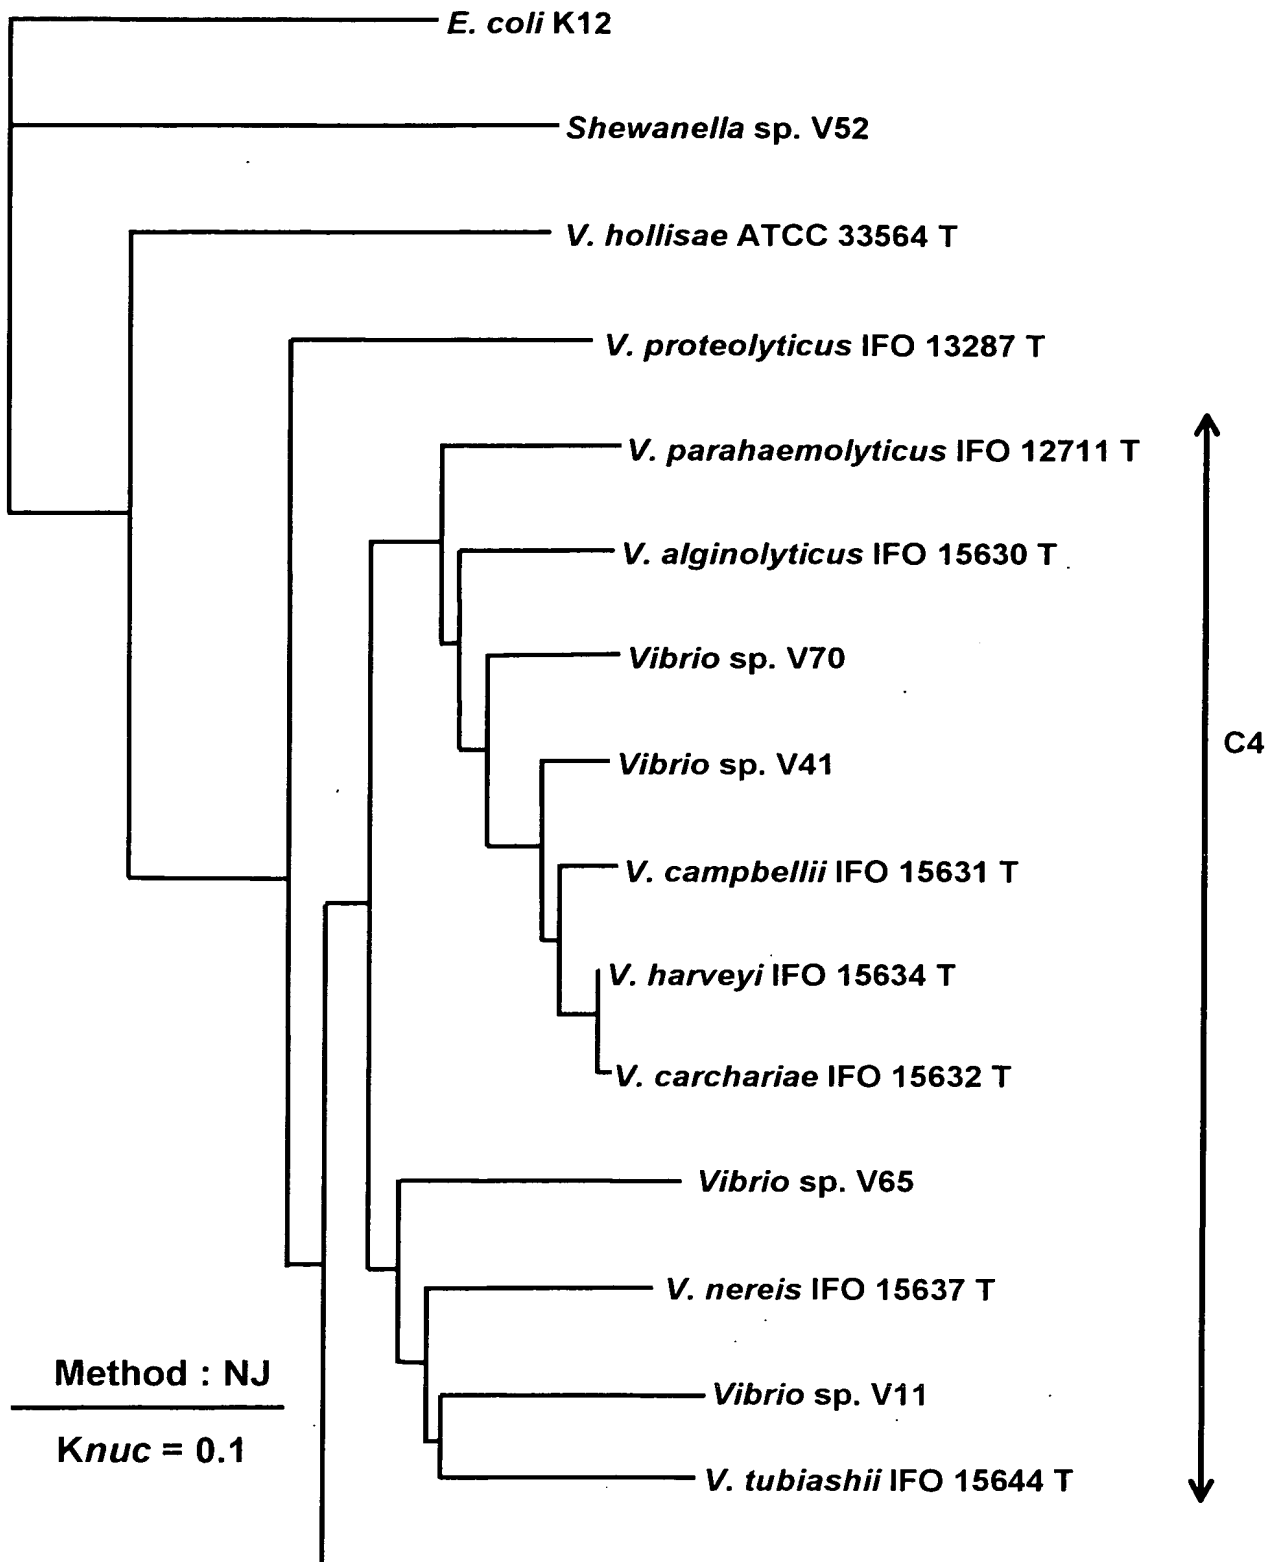 E. coli K12
Shewanella sp. V52
V. hollisae ATCC 33564 T
V. proteolyticus IFO 13287 T
V. parahaemolyticus IFO 12711 T
V. alginolyticus IFO 15630 T
Vibrio sp. V70
C4
Vibrio sp. V41
V. campbellii IFO 15631 T
V. harveyi IFO 15634 T
V. carchariae IFO 15632 T
Vibrio sp. V65
V. nereis IFO 15637 T
Method : NJ
Vibrio sp. V11
Knuc = 0.1
V. tubiashii IFO 15644 T